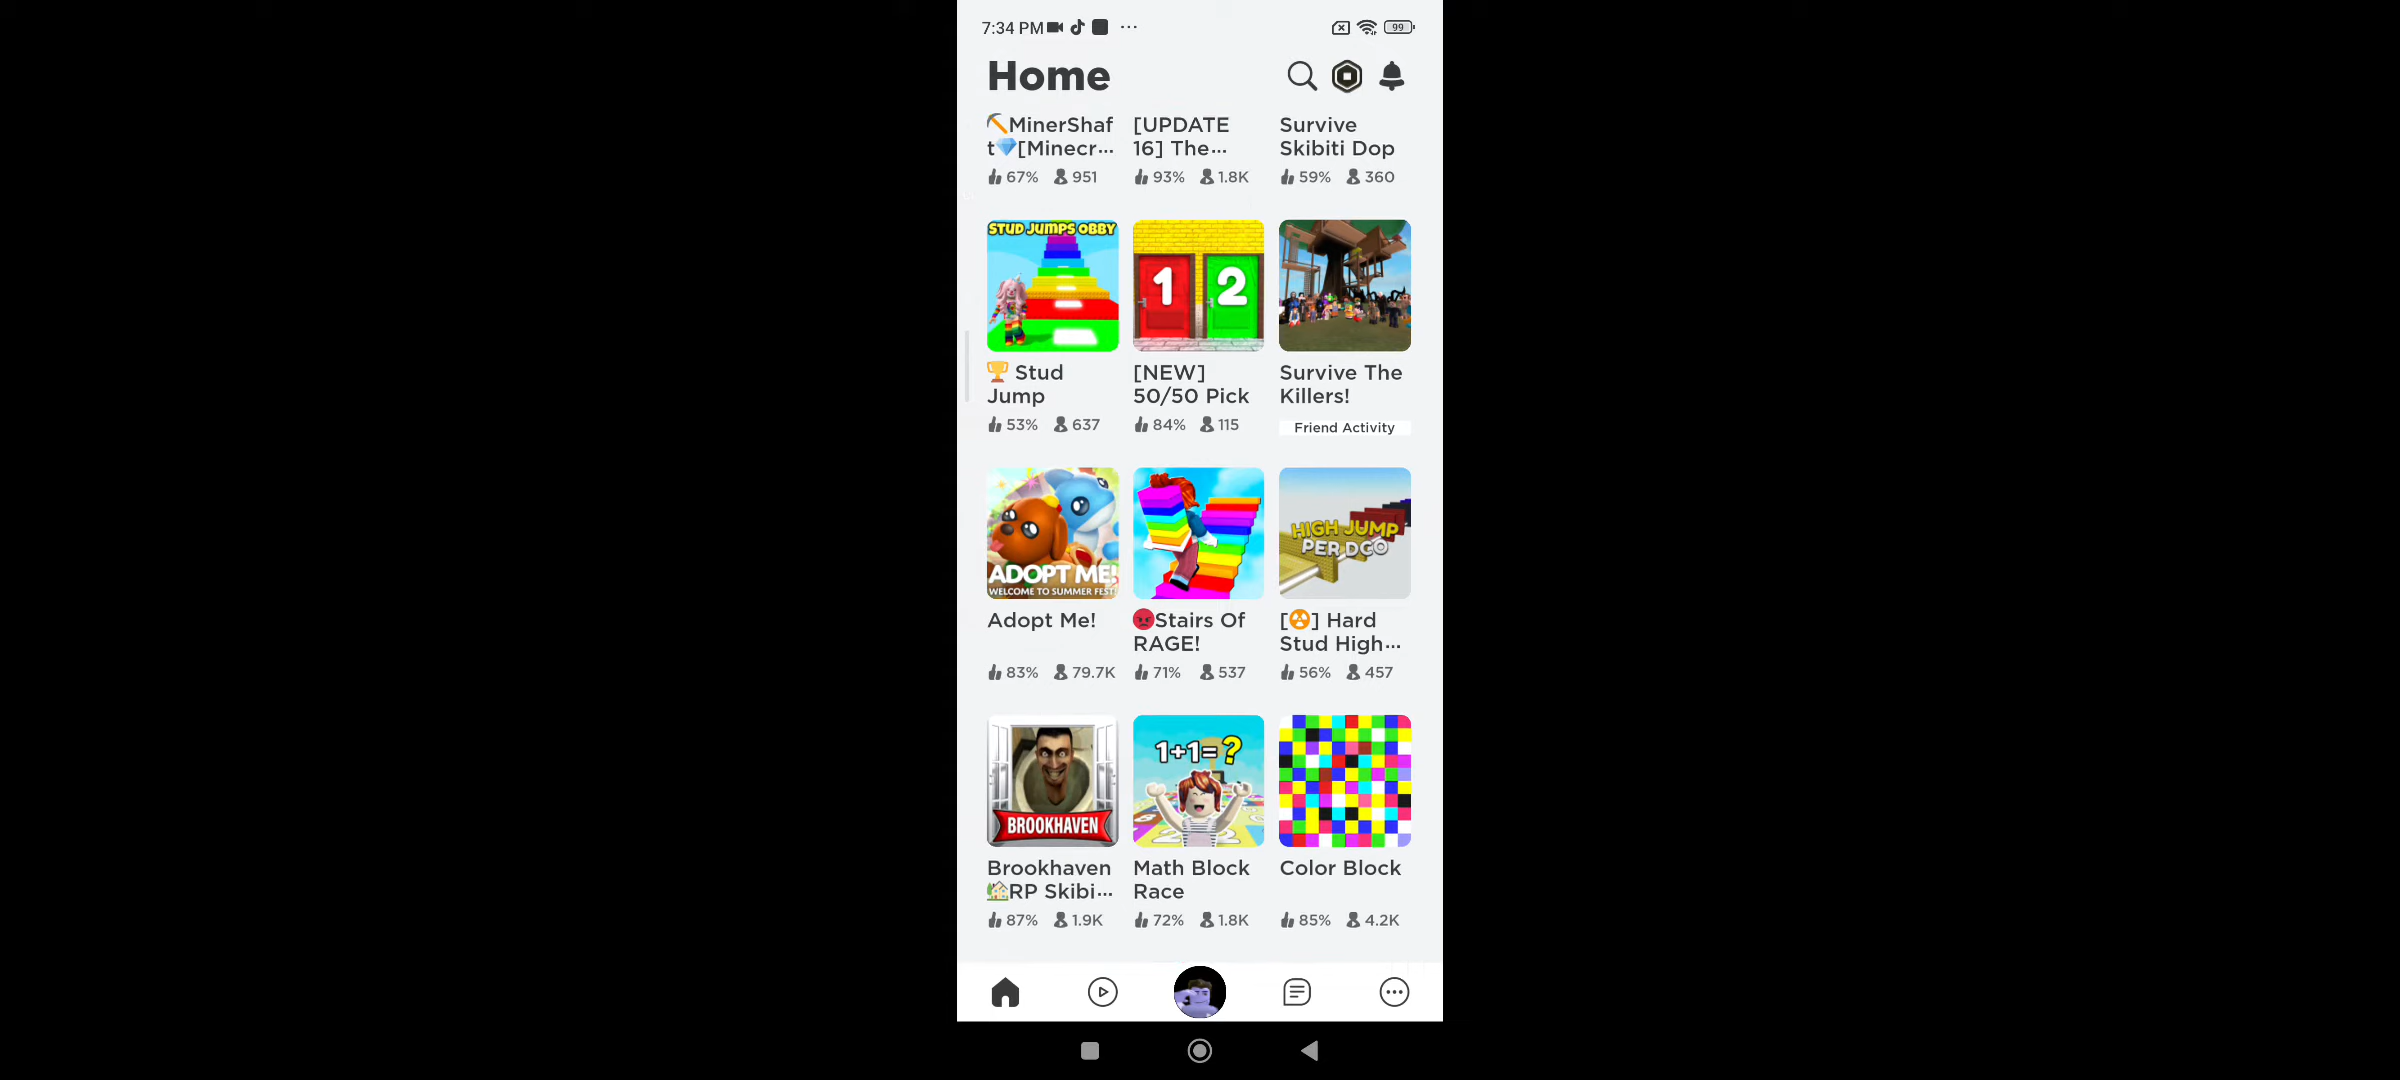 7:34 PM
99
Home
MinerShaf
t💎[Minecr...
67% 951
[UPDATE
16] The...
93% 1.8K
Survive
Skibiti Dop
59% 360
STUD JUMPS OBBY
1 2
🏆 Stud
Jump
53% 637
[NEW]
50/50 Pick
84% 115
Survive The
Killers!
Friend Activity
ADOPT ME!
WELCOME TO SUMMER FEST!
HIGH JUMP
Adopt Me!
83% 79.7K
😡Stairs Of
RAGE!
71% 537
[☢] Hard
Stud High...
56% 457
BROOKHAVEN
1+1=?
Brookhaven
🏡RP Skibi...
87% 1.9K
Math Block
Race
72% 1.8K
Color Block
85% 4.2K